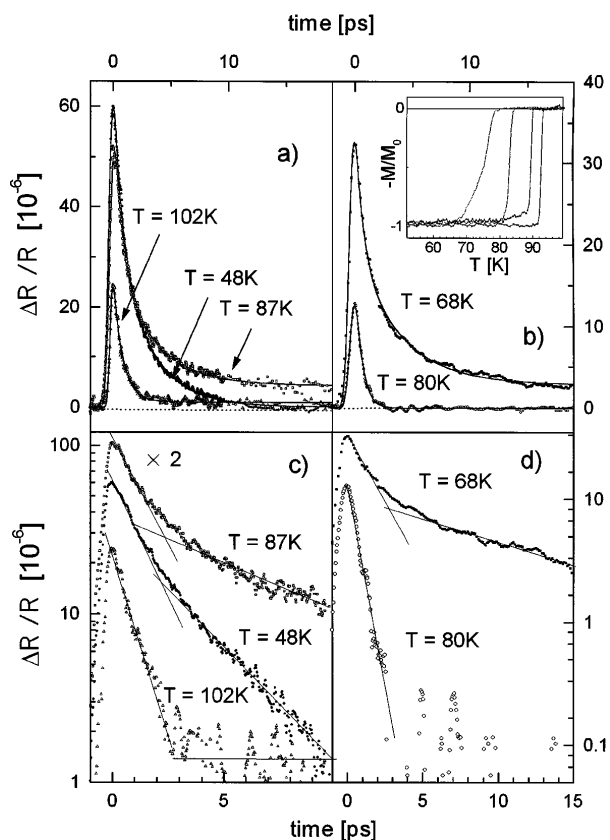 time [ps]
0 10 0 10
60
40
20
0
ΔR /R [10⁻⁶]
a)
T = 102K
T = 48K
T = 87K
40
30
20
10
0
b)
T = 68K
T = 80K
0
-1
-M/M₀
60 70 80 90
T [K]
100
10
1
ΔR /R [10⁻⁶]
c)
× 2
T = 87K
T = 48K
T = 102K
d)
T = 68K
T = 80K
10
1
0.1
0 5 0 5 10 15
time [ps]